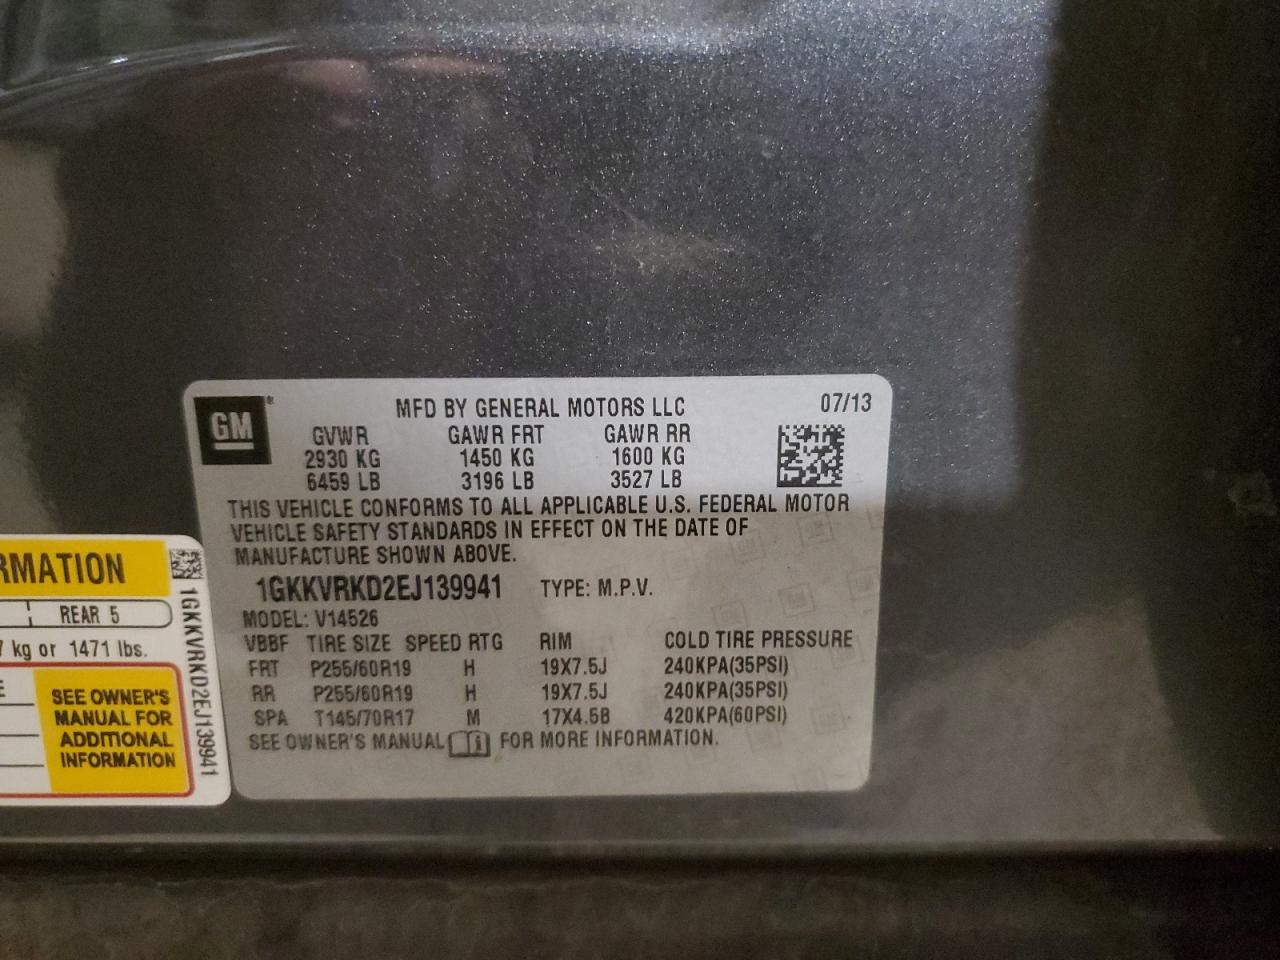 GM
MFD BY GENERAL MOTORS LLC 07/13
GVWR GAWR FRT GAWR RR
2930 KG 1450 KG 1600 KG
6459 LB 3196 LB 3527 LB
THIS VEHICLE CONFORMS TO ALL APPLICABLE U.S. FEDERAL MOTOR
VEHICLE SAFETY STANDARDS IN EFFECT ON THE DATE OF
MANUFACTURE SHOWN ABOVE.
1GKKVRKD2EJ139941 TYPE: M.P.V.
MODEL: V14526
VBBF TIRE SIZE SPEED RTG RIM COLD TIRE PRESSURE
FRT P255/60R19 H 19X7.5J 240KPA(35PSI)
RR P255/60R19 H 19X7.5J 240KPA(35PSI)
SPA T145/70R17 M 17X4.5B 420KPA(60PSI)
SEE OWNER'S MANUAL FOR MORE INFORMATION.
RMATION
REAR 5
7 kg or 1471 lbs.
E
SEE OWNER'S
MANUAL FOR
ADDITIONAL
INFORMATION
1GKKVRKD2EJ139941